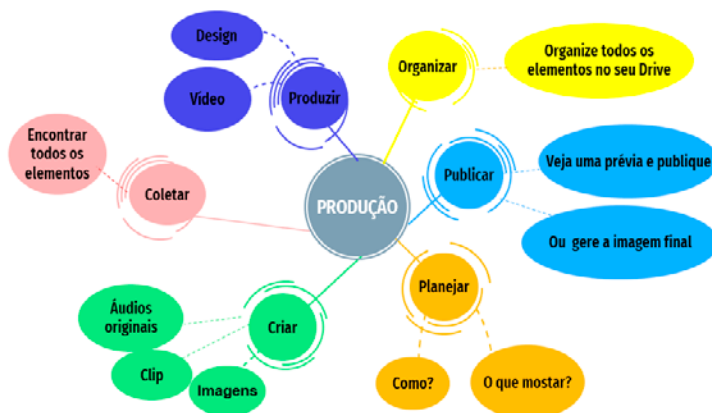 Design
Vídeo
Produzir
Organizar
Organize todos os
elementos no seu Drive
Encontrar
todos os
elementos
Coletar
PRODUÇÃO
Publicar
Veja uma prévia e publique
Ou gere a imagem final
Planejar
Como?
O que mostar?
Criar
Áudios
originais
Clip
Imagens